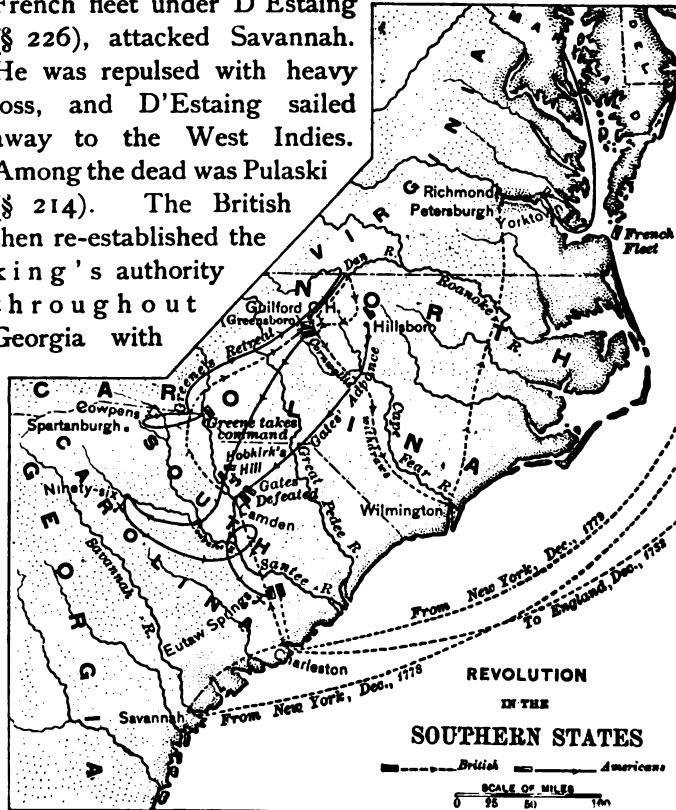 French fleet under D'Estaing
(§ 226), attacked Savannah.
He was repulsed with heavy
loss, and D'Estaing sailed
away to the West Indies.
Among the dead was Pulaski
(§ 214). The British
then re-established the
king's authority
throughout
Georgia with
MAR
DEL
VIRGINIA
Richmond
Petersburgh
Yorktown
French
Fleet
Dan R.
Roanoke R.
Guilford C.H.
(Greensboro)
Hillsboro
NORTH
CAROLINA
Greene's Retreat
Cornwallis
Gates' Advance
withdraws
Cape Fear R.
Cowpens
Spartanburgh
Greene takes
command
Hobkirk's
Hill
Gates
Defeated
Great Pedee R.
Wilmington
Ninety-six
Camden
SOUTH
CAROLINA
Savannah R.
Santee R.
Eutaw Springs
GEORGIA
Charleston
Savannah
From New York, Dec., 1779
To England, Dec.,
From New York, Dec., 1778
REVOLUTION
IN THE
SOUTHERN STATES
British Americans
SCALE OF MILES
0 25 50 100